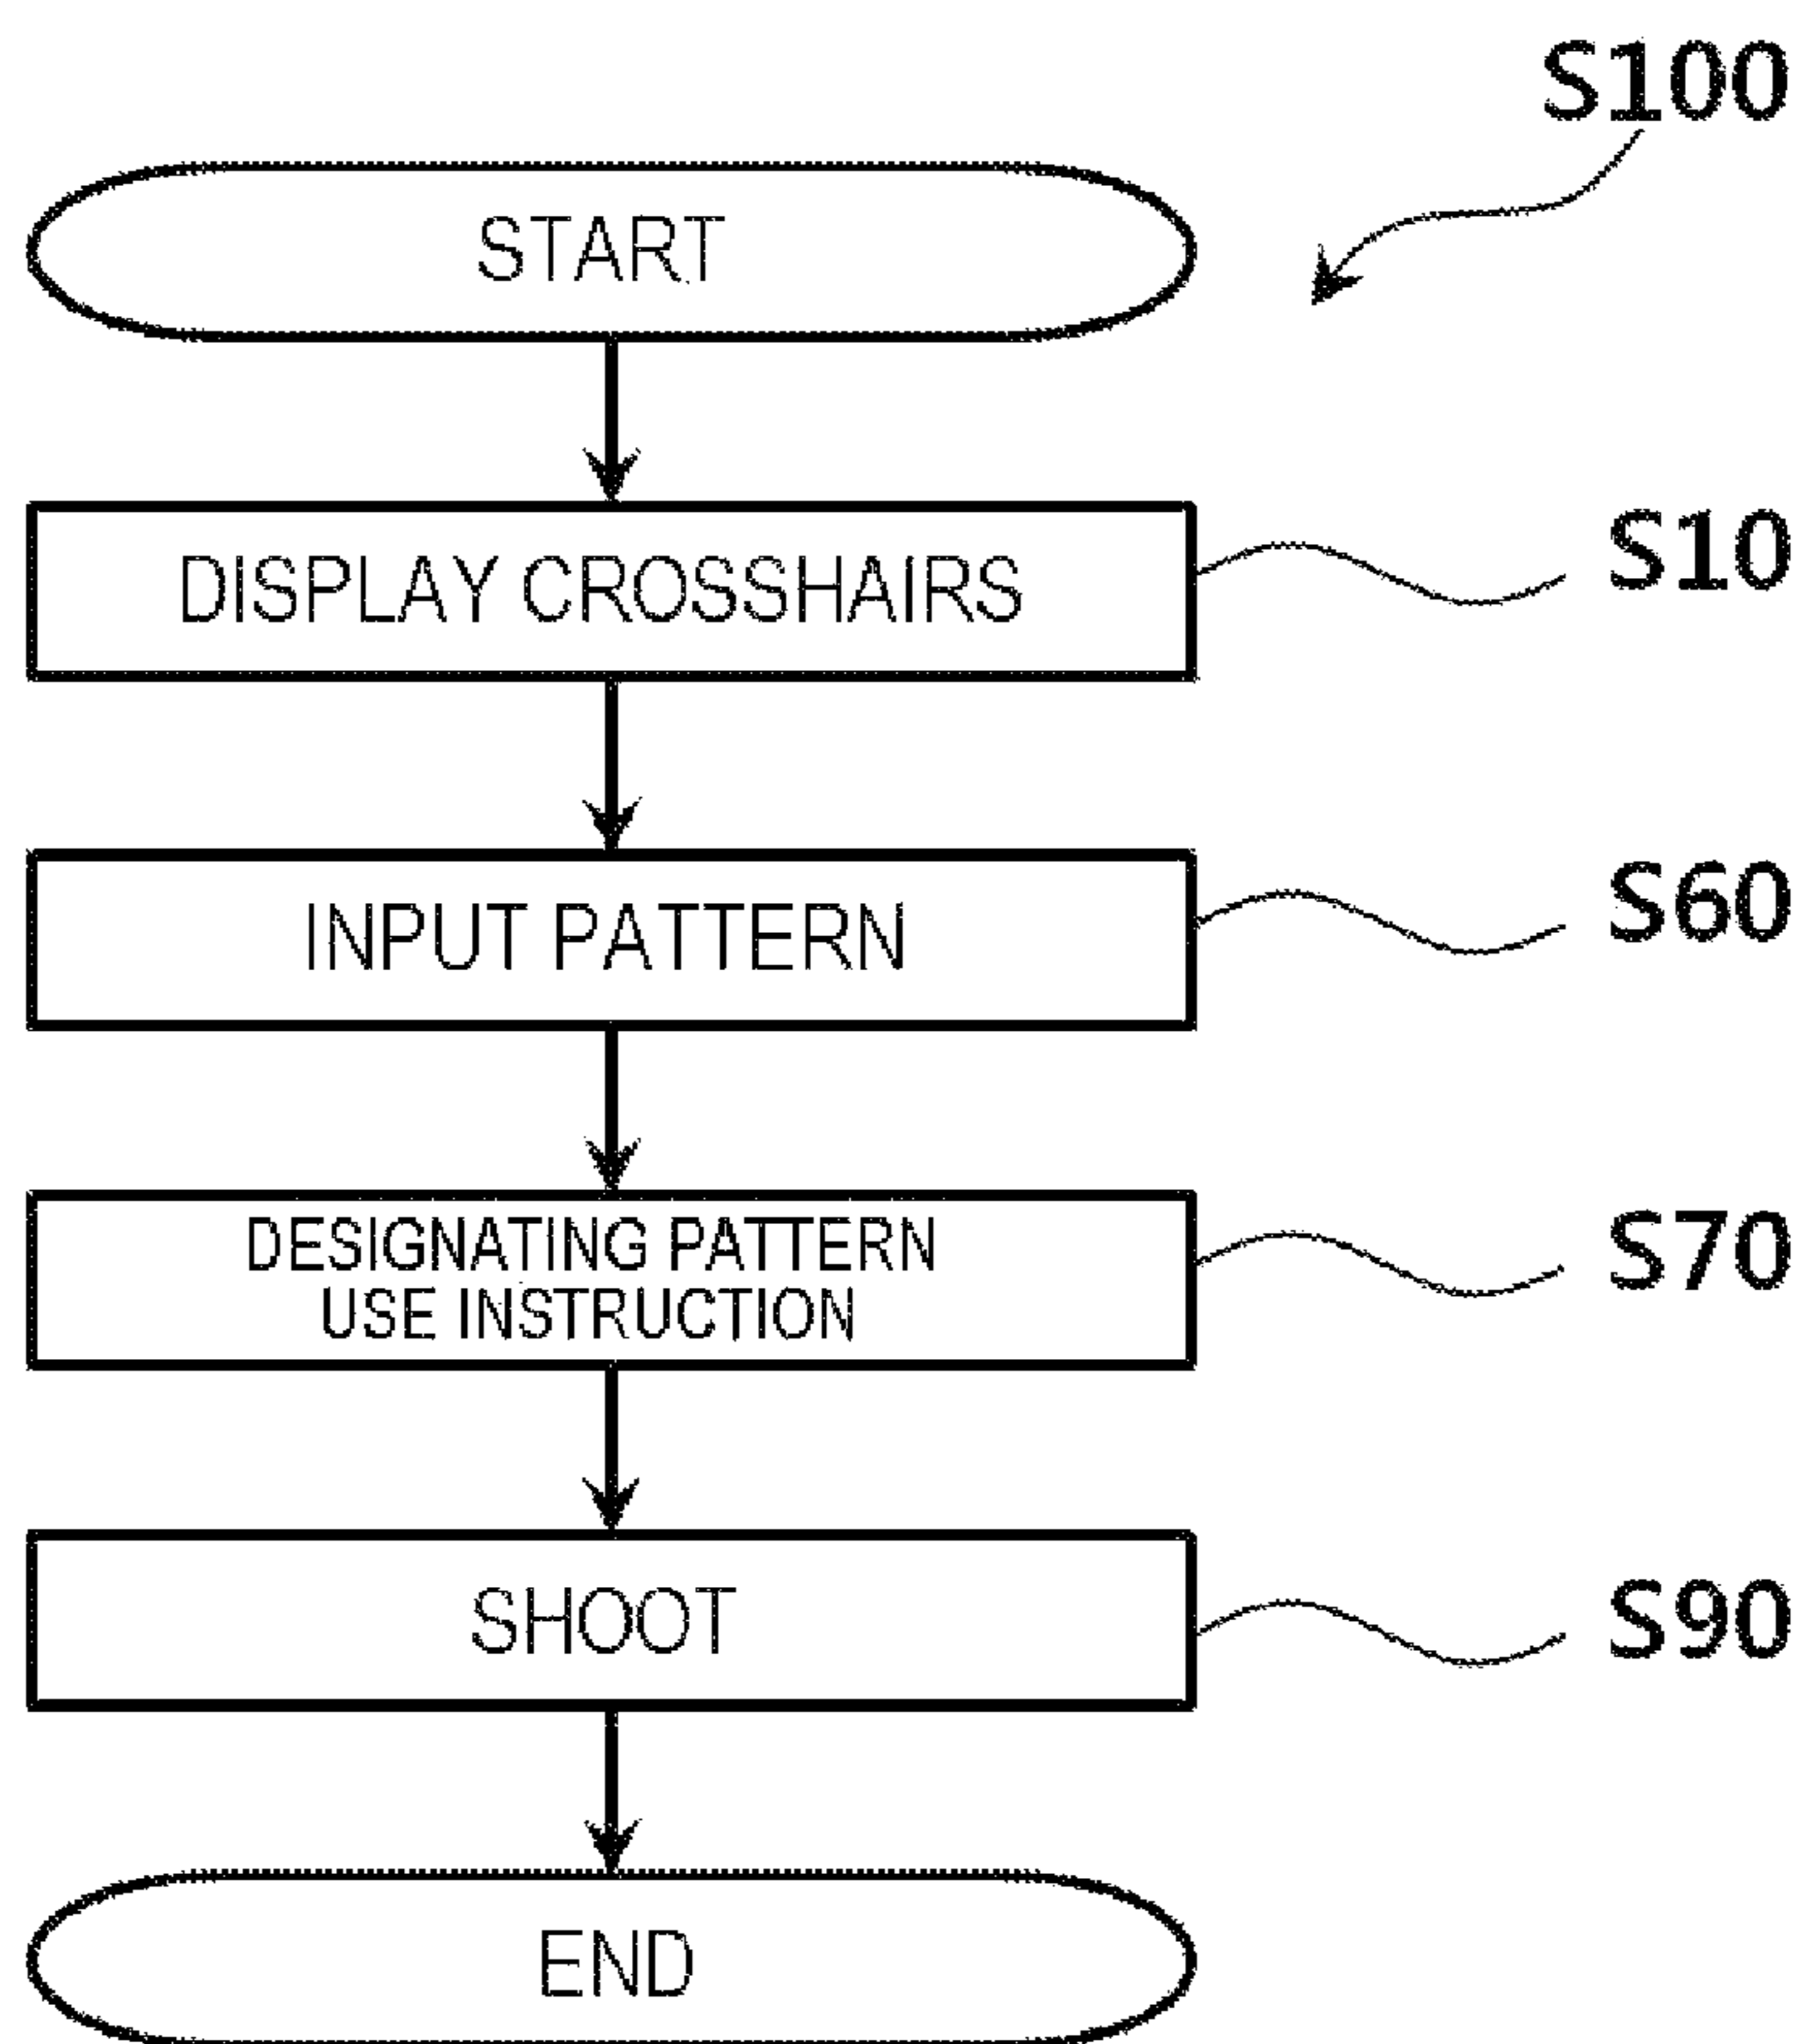 S100
START
DISPLAY CROSSHAIRS
S10
INPUT PATTERN
S60
DESIGNATING PATTERN
USE INSTRUCTION
S70
SHOOT
S90
END